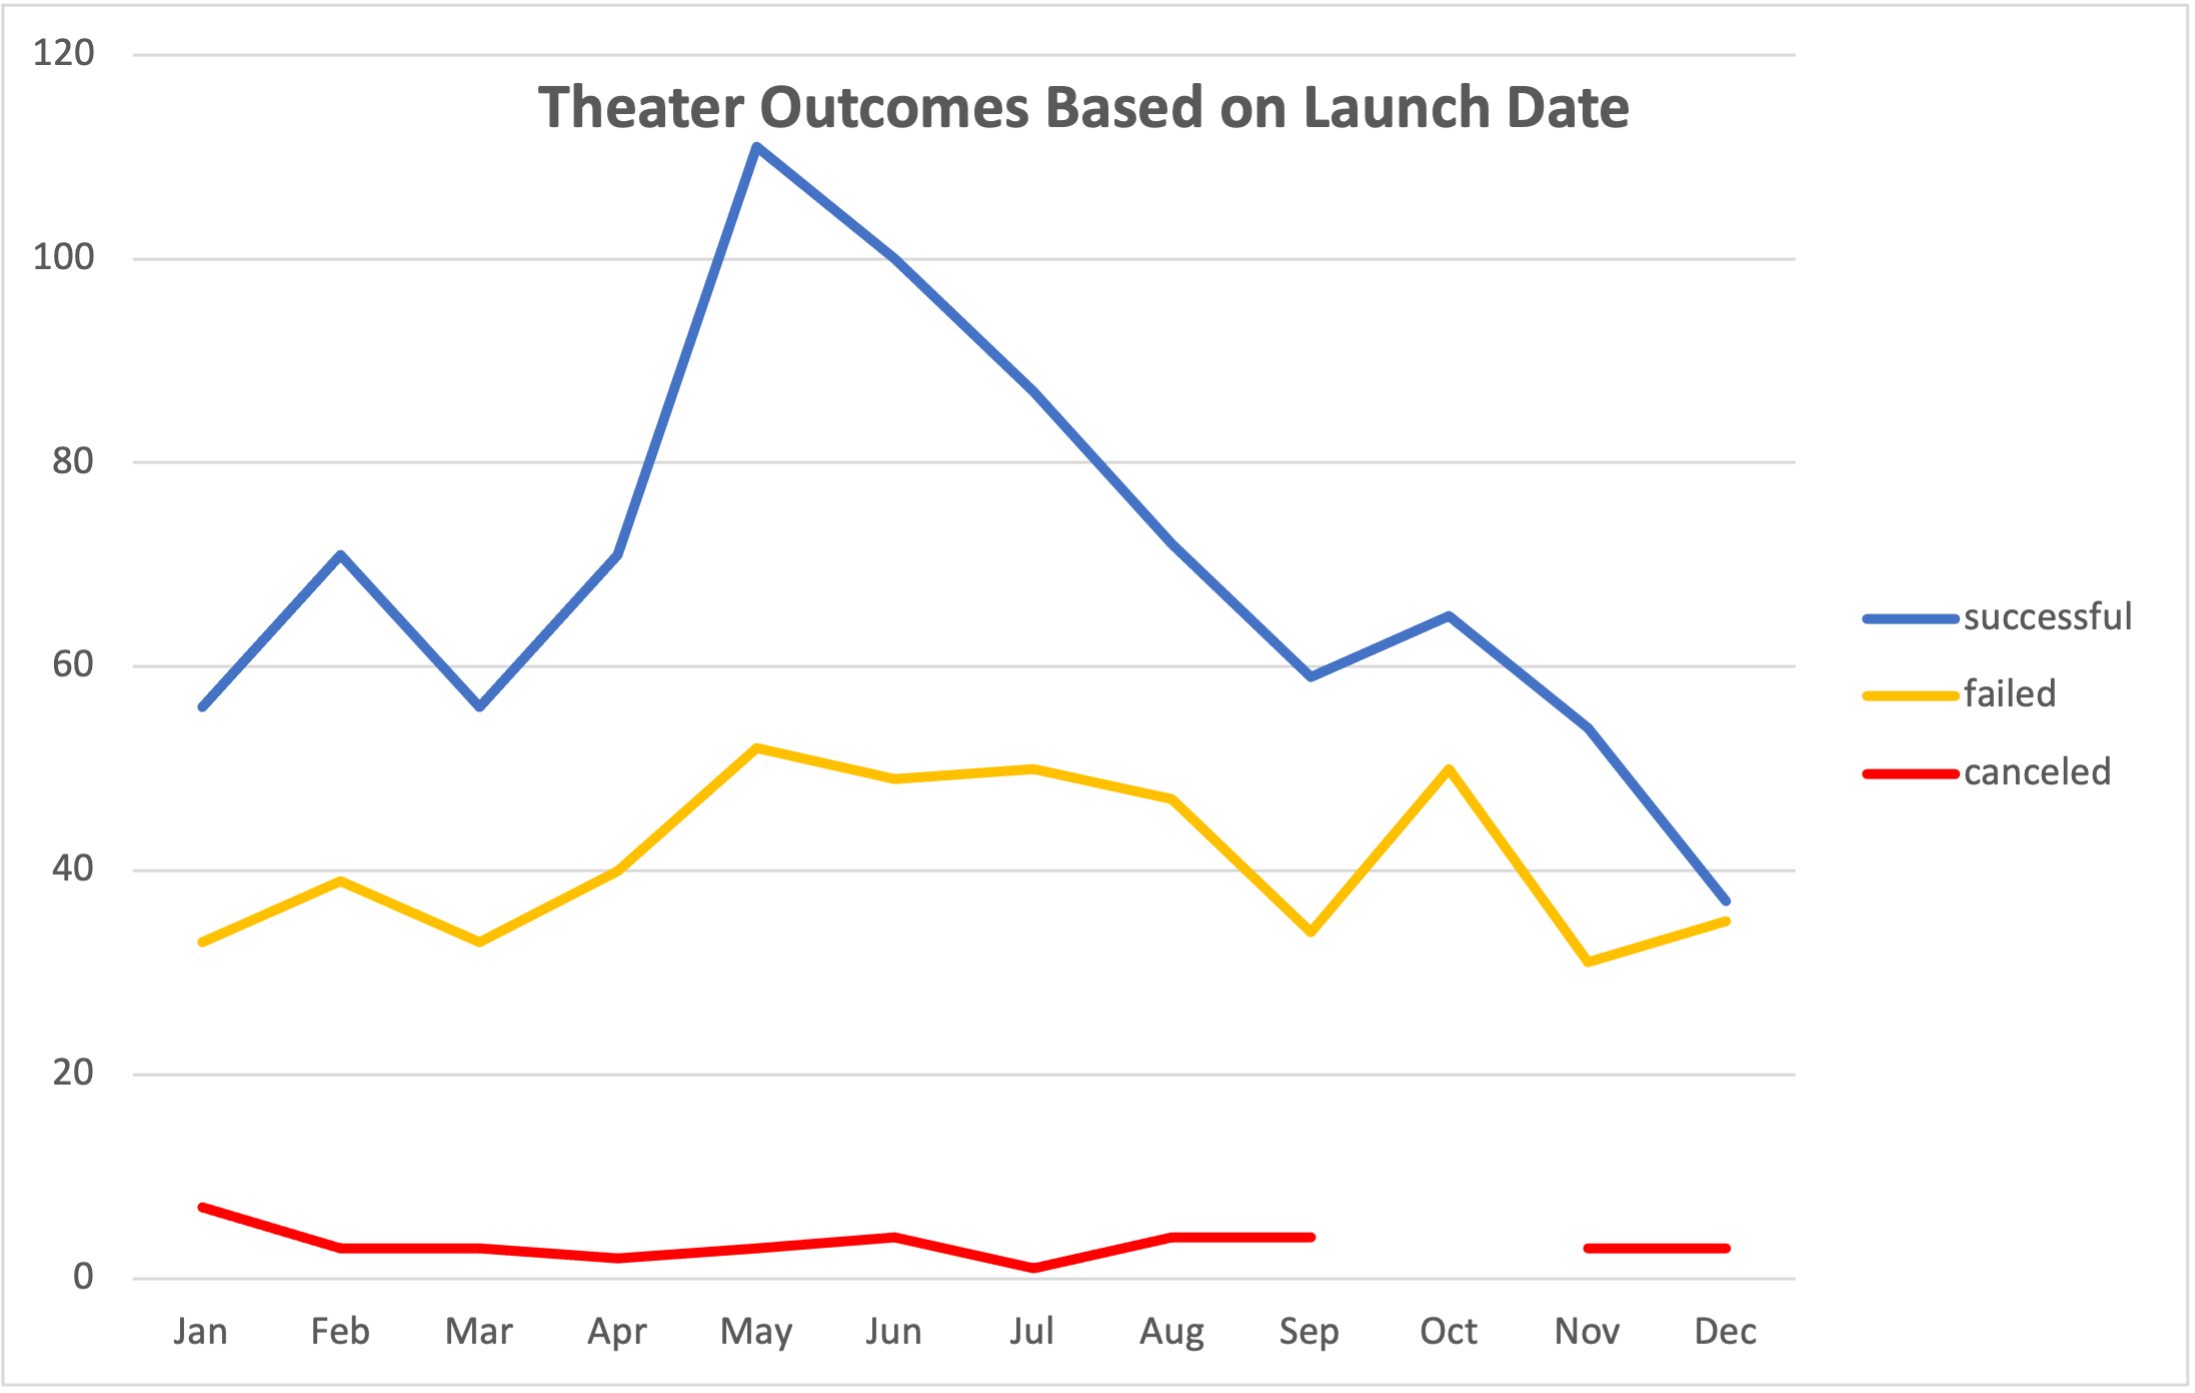 Theater Outcomes Based on Launch Date
120
100
80
60
40
20
0
Jan Feb Mar Apr May Jun Jul Aug Sep Oct Nov Dec
successful
failed
canceled